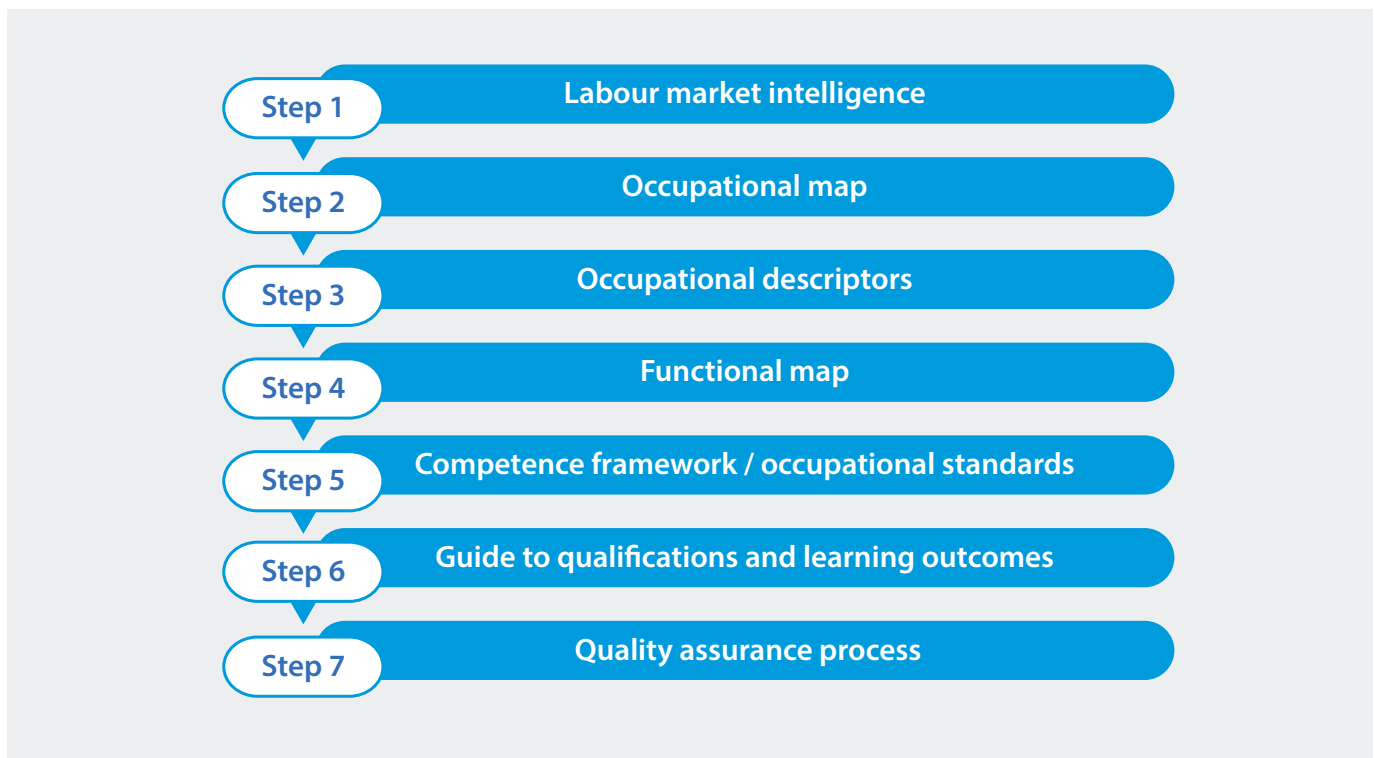 Step 1
Labour market intelligence
Step 2
Occupational map
Step 3
Occupational descriptors
Step 4
Functional map
Step 5
Competence framework / occupational standards
Step 6
Guide to qualifications and learning outcomes
Step 7
Quality assurance process